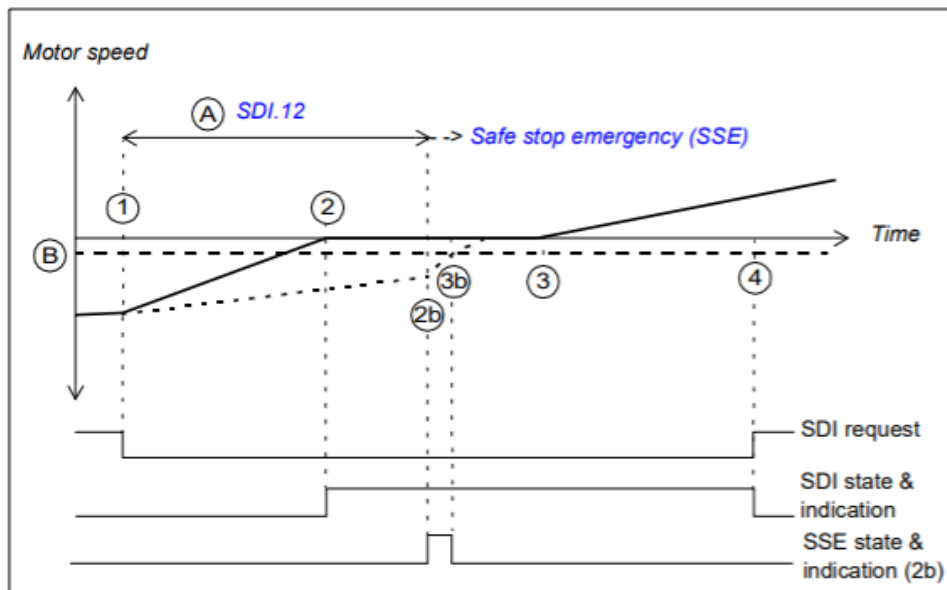 Motor speed
A SDI.12
Safe stop emergency (SSE)
1
2
B
Time
3b
3
4
2b
SDI request
SDI state &
indication
SSE state &
indication (2b)